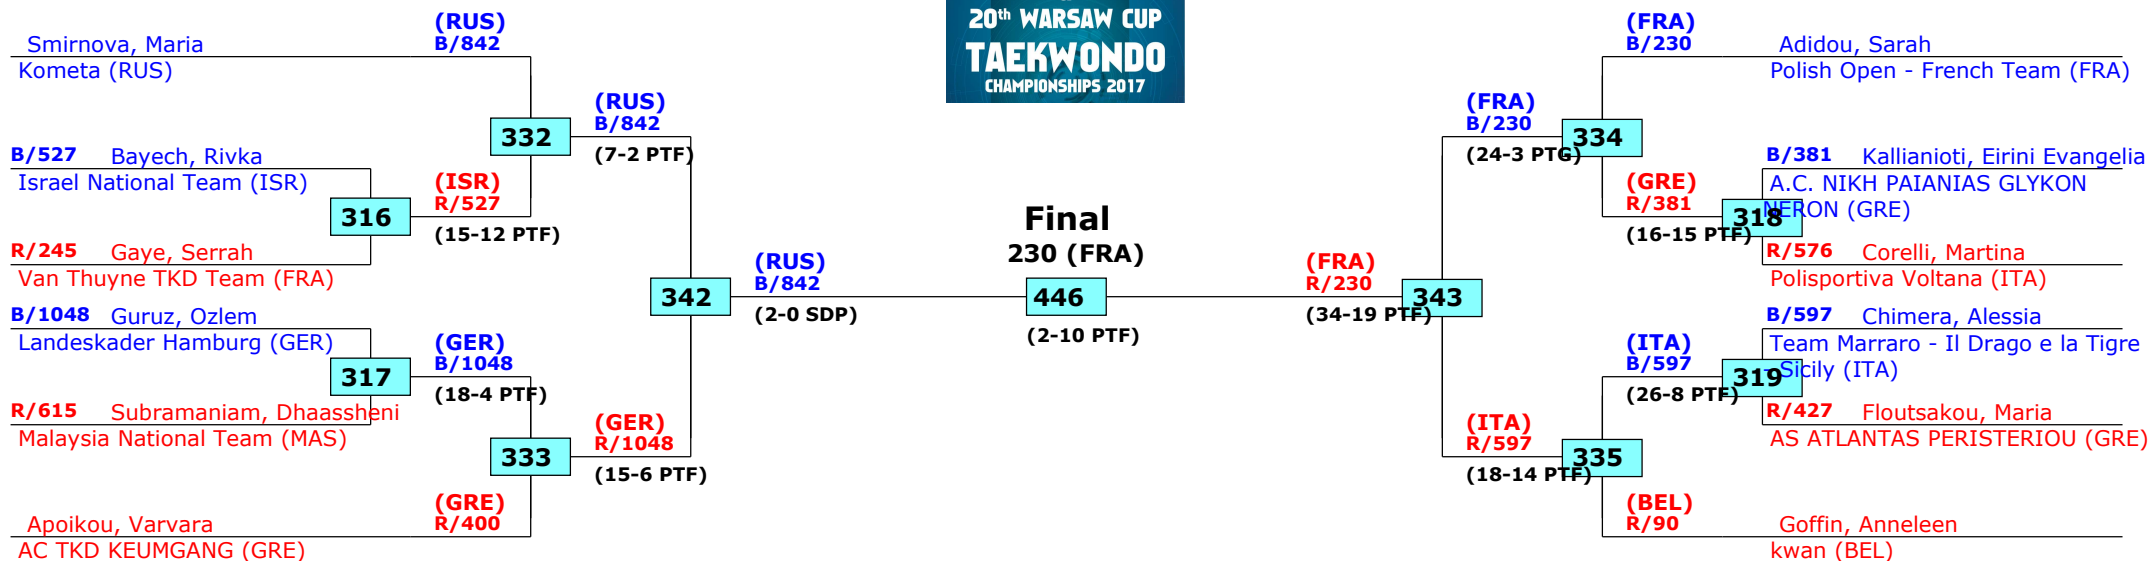 (RUS)
B/842
Smirnova, Maria
Kometa (RUS)
B/527 Bayech, Rivka
Israel National Team (ISR)
316
R/245 Gaye, Serrah
Van Thuyne TKD Team (FRA)
(ISR)
R/527
(15-12 PTF)
332
(RUS)
B/842
(7-2 PTF)
B/1048 Guruz, Ozlem
Landeskader Hamburg (GER)
317
R/615 Subramaniam, Dhaassheni
Malaysia National Team (MAS)
(GER)
B/1048
(18-4 PTF)
333
(GER)
R/1048
(15-6 PTF)
(GRE)
R/400
Apoikou, Varvara
AC TKD KEUMGANG (GRE)
342
(RUS)
B/842
(2-0 SDP)
20th WARSAW CUP
TAEKWONDO
CHAMPIONSHIPS 2017
Final
230 (FRA)
446
(2-10 PTF)
(FRA)
R/230
(34-19 PTF)
343
(FRA)
B/230
(24-3 PTG)
334
(FRA)
B/230
Adidou, Sarah
Polish Open - French Team (FRA)
(GRE)
R/381
(16-15 PTF)
318
B/381 Kallianioti, Eirini Evangelia
A.C. NIKH PAIANIAS GLYKON
NERON (GRE)
R/576 Corelli, Martina
Polisportiva Voltana (ITA)
(ITA)
R/597
(18-14 PTF)
335
(ITA)
B/597
(26-8 PTF)
319
B/597 Chimera, Alessia
Team Marraro - Il Drago e la Tigre
- Sicily (ITA)
R/427 Floutsakou, Maria
AS ATLANTAS PERISTERIOU (GRE)
(BEL)
R/90
Goffin, Anneleen
kwan (BEL)